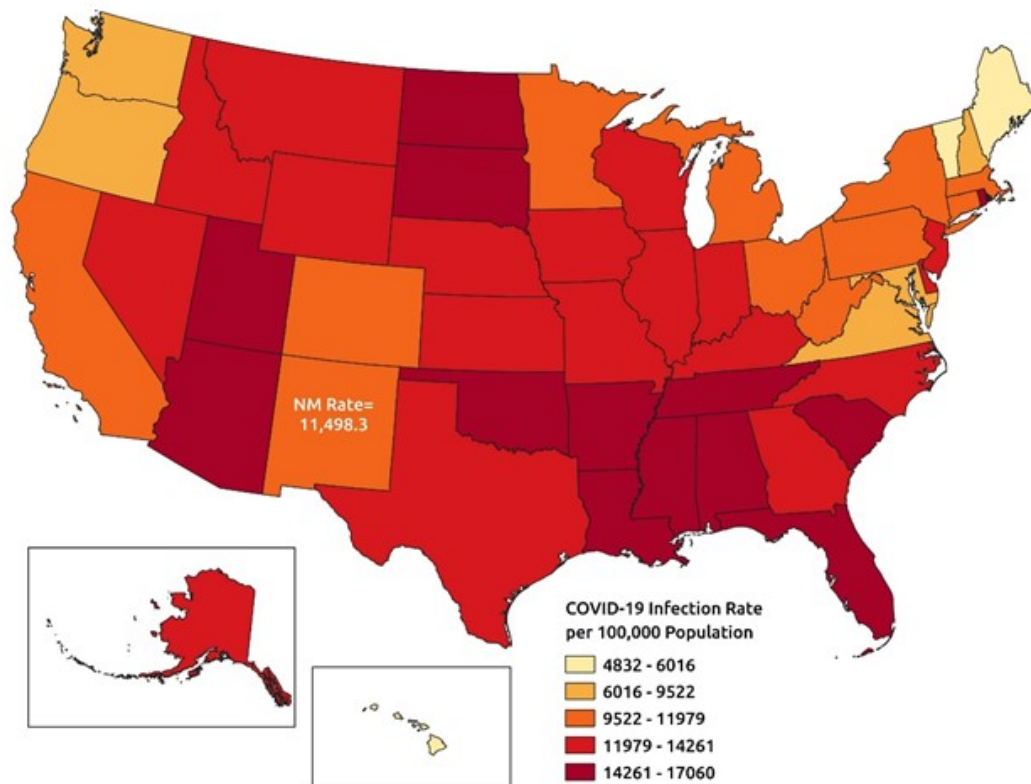 NM Rate=
11,498.3
COVID-19 Infection Rate
per 100,000 Population
4832 - 6016
6016 - 9522
9522 - 11979
11979 - 14261
14261 - 17060